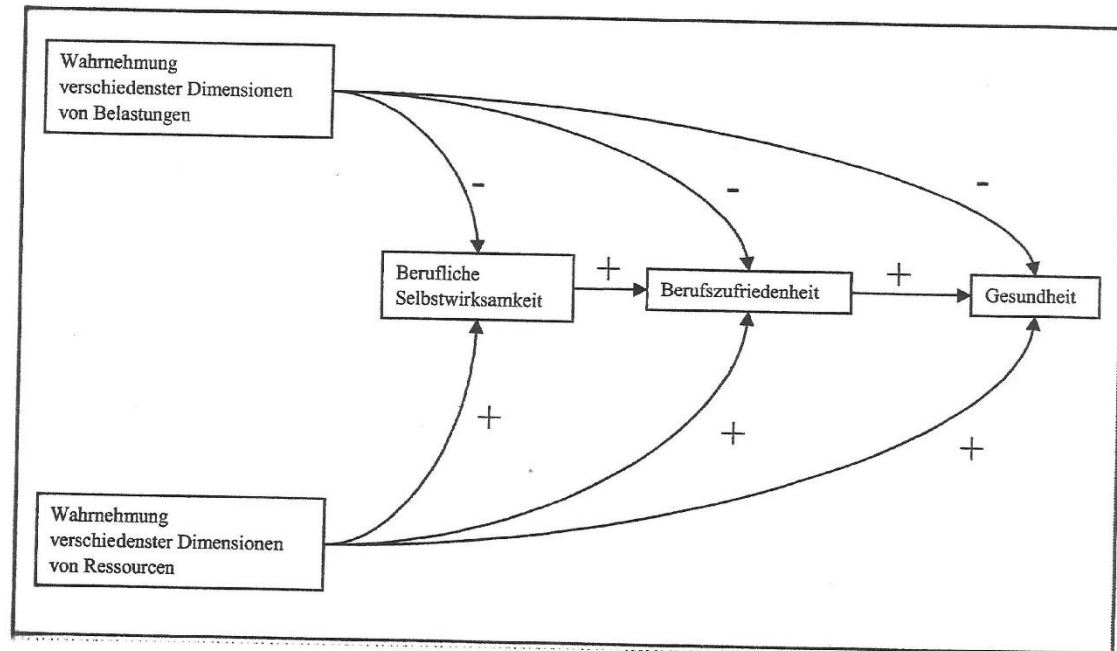 Wahrnehmung
verschiedenster Dimensionen
von Belastungen
-
-
-
Berufliche
Selbstwirksamkeit
+
Berufszufriedenheit
+
Gesundheit
+
+
+
Wahrnehmung
verschiedenster Dimensionen
von Ressourcen